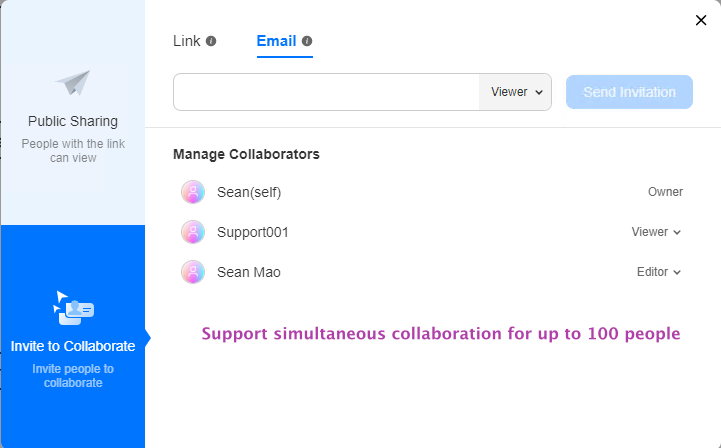 Public Sharing
People with the link
can view
Invite to Collaborate
Invite people to
collaborate
Link
Email
Viewer
Send Invitation
Manage Collaborators
Sean(self) Owner
Support001 Viewer
Sean Mao Editor
Support simultaneous collaboration for up to 100 people